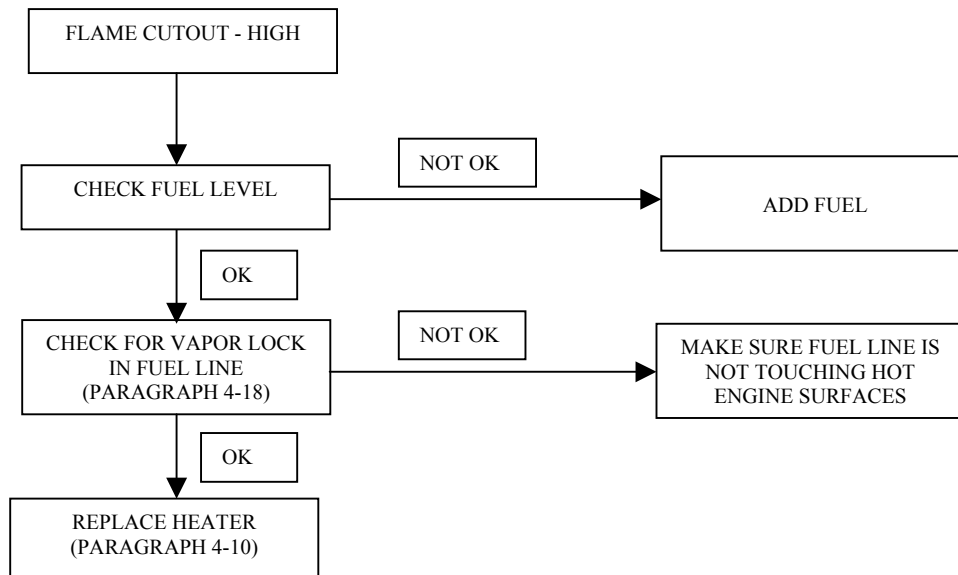 FLAME CUTOUT - HIGH
CHECK FUEL LEVEL
NOT OK
ADD FUEL
OK
CHECK FOR VAPOR LOCK
IN FUEL LINE
(PARAGRAPH 4-18)
NOT OK
MAKE SURE FUEL LINE IS
NOT TOUCHING HOT
ENGINE SURFACES
OK
REPLACE HEATER
(PARAGRAPH 4-10)